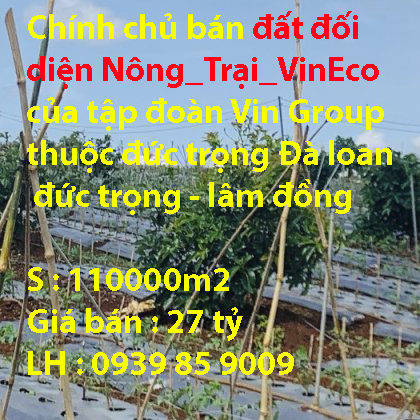 Chính chủ bán đất đối
diện Nông_Trại_VinEco
của tập đoàn Vin Group
thuộc đức trọng Đà loan
đức trọng - lâm đồng
S : 110000m2
Giá bán : 27 tỷ
LH : 0939 85 9009